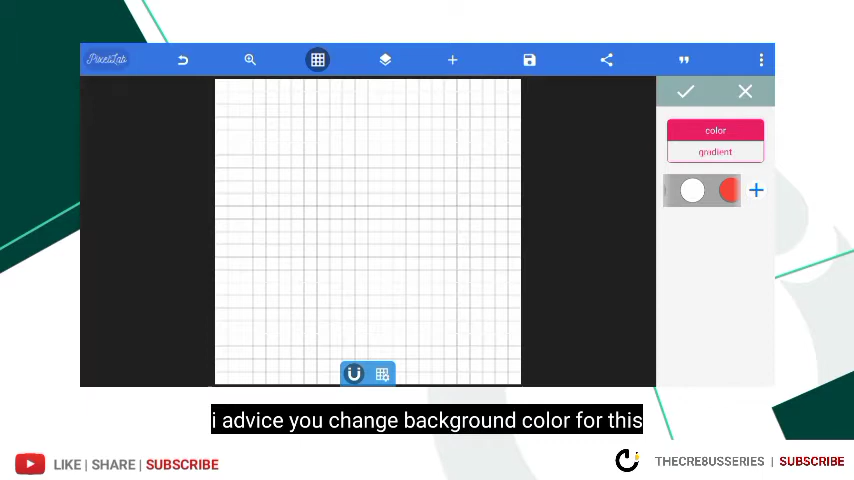 PixelLab
color
gradient
i advice you change background color for this
LIKE | SHARE | SUBSCRIBE
THECRE8USSERIES | SUBSCRIBE